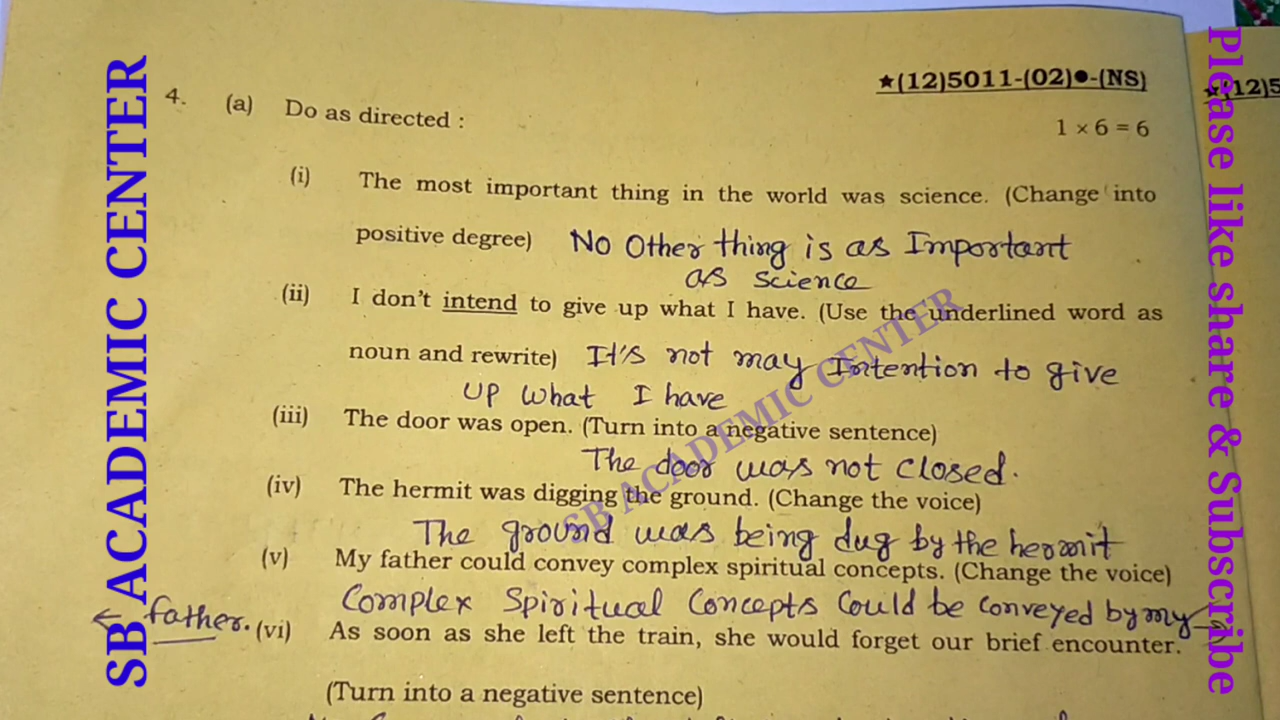 ★(12)5011-(02)●-(NS)
★(12)5
4. (a) Do as directed :
1 × 6 = 6
(i) The most important thing in the world was science. (Change into
positive degree) No Other thing is as Important
as science
(ii) I don't intend to give up what I have. (Use the underlined word as
noun and rewrite) It's not may Intention to give
up what I have
(iii) The door was open. (Turn into a negative sentence)
The door was not closed.
(iv) The hermit was digging the ground. (Change the voice)
The ground was being dug by the hermit
(v) My father could convey complex spiritual concepts. (Change the voice)
Complex Spiritual Concepts Could be conveyed by my
← father.
(vi) As soon as she left the train, she would forget our brief encounter.
(Turn into a negative sentence)
SB ACADEMIC CENTER
SB ACADEMIC CENTER
Please like share & Subscribe